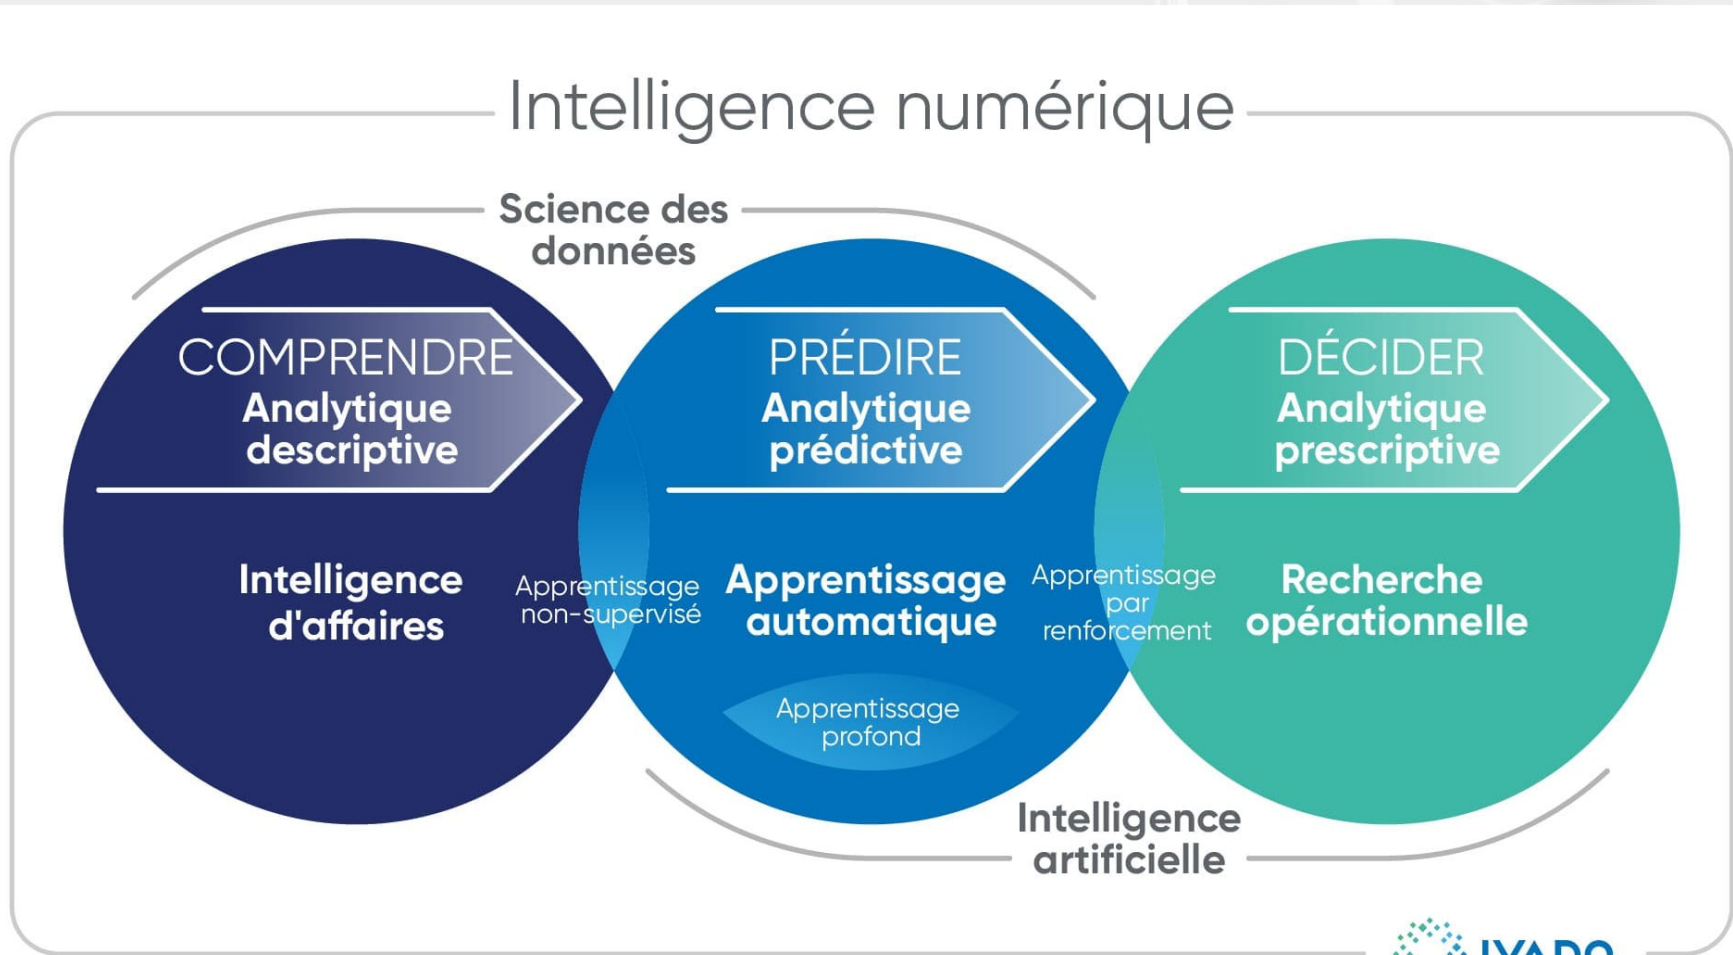 Intelligence numérique
Science des
données
COMPRENDRE
Analytique
descriptive
Intelligence
d'affaires
Apprentissage
non-supervisé
PRÉDIRE
Analytique
prédictive
Apprentissage
automatique
Apprentissage
profond
Apprentissage
par
renforcement
DÉCIDER
Analytique
prescriptive
Recherche
opérationnelle
Intelligence
artificielle
IVADO